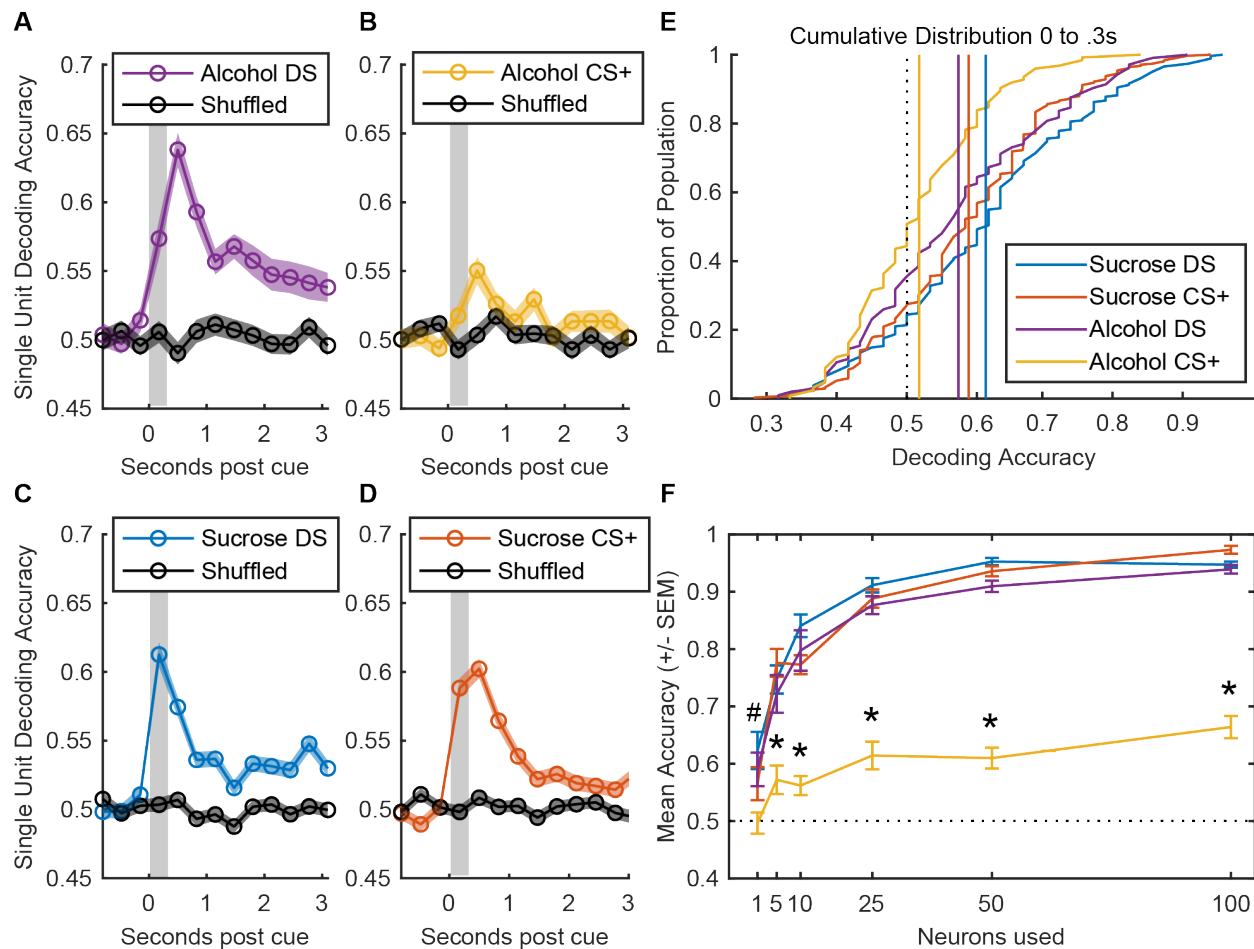 A
Alcohol DS
Shuffled
0.7
0.65
0.6
0.55
0.5
0.45
Single Unit Decoding Accuracy
0 1 2 3
Seconds post cue
B
Alcohol CS+
Shuffled
0.7
0.65
0.6
0.55
0.5
0.45
0 1 2 3
Seconds post cue
E
Cumulative Distribution 0 to .3s
1
0.8
0.6
0.4
0.2
0
Proportion of Population
Sucrose DS
Sucrose CS+
Alcohol DS
Alcohol CS+
0.3 0.4 0.5 0.6 0.7 0.8 0.9
Decoding Accuracy
C
Sucrose DS
Shuffled
0.7
0.65
0.6
0.55
0.5
0.45
Single Unit Decoding Accuracy
0 1 2 3
Seconds post cue
D
Sucrose CS+
Shuffled
0.7
0.65
0.6
0.55
0.5
0.45
0 1 2 3
Seconds post cue
F
1
0.9
0.8
0.7
0.6
0.5
0.4
Mean Accuracy (+/- SEM)
#
* * * * *
1 5 10 25 50 100
Neurons used